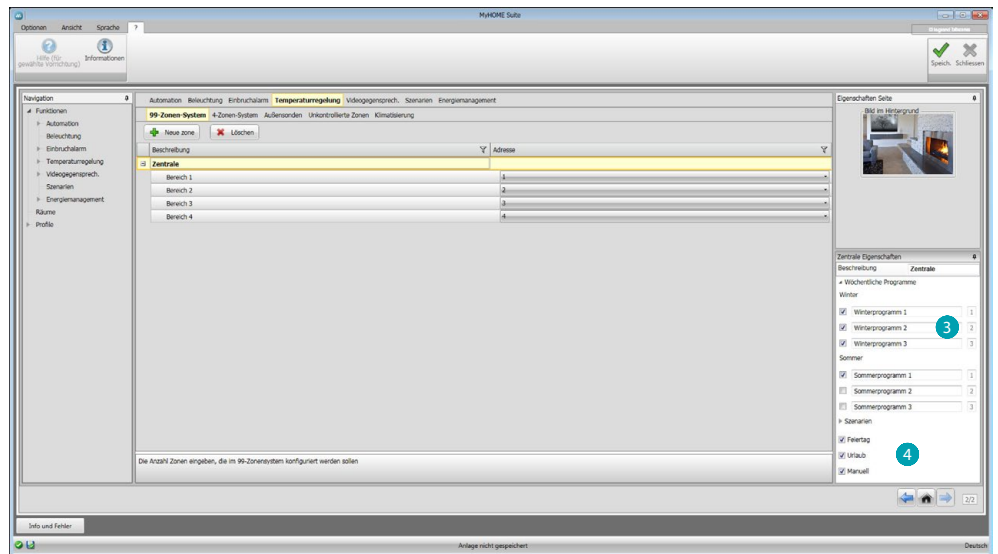 MyHOME Suite
Optionen Ansicht Sprache ?
Hilfe (für gewählte Vorrichtung)
Informationen
Speich. Schliessen
Navigation
Funktionen
Automation
Beleuchtung
Einbruchalarm
Temperaturregelung
Videogegensprech.
Szenarien
Energiemanagement
Räume
Profile
Automation Beleuchtung Einbruchalarm Temperaturregelung Videogegensprech. Szenarien Energiemanagement
99-Zonen-System 4-Zonen-System Außensonden Unkontrollierte Zonen Klimatisierung
Neue zone Löschen
Beschreibung Adresse
Zentrale
Bereich 1 1
Bereich 2 2
Bereich 3 3
Bereich 4 4
Die Anzahl Zonen eingeben, die im 99-Zonensystem konfiguriert werden sollen
Eigenschaften Seite
Bild im Hintergrund
Zentrale Eigenschaften
Beschreibung Zentrale
Wöchentliche Programme
Winter
Winterprogramm 1 1
Winterprogramm 2 2
3
Winterprogramm 3 3
Sommer
Sommerprogramm 1 1
Sommerprogramm 2 2
Sommerprogramm 3 3
Szenarien
Feiertag
Urlaub
4
Manuell
2/2
Info und Fehler
Anlage nicht gespeichert
Deutsch